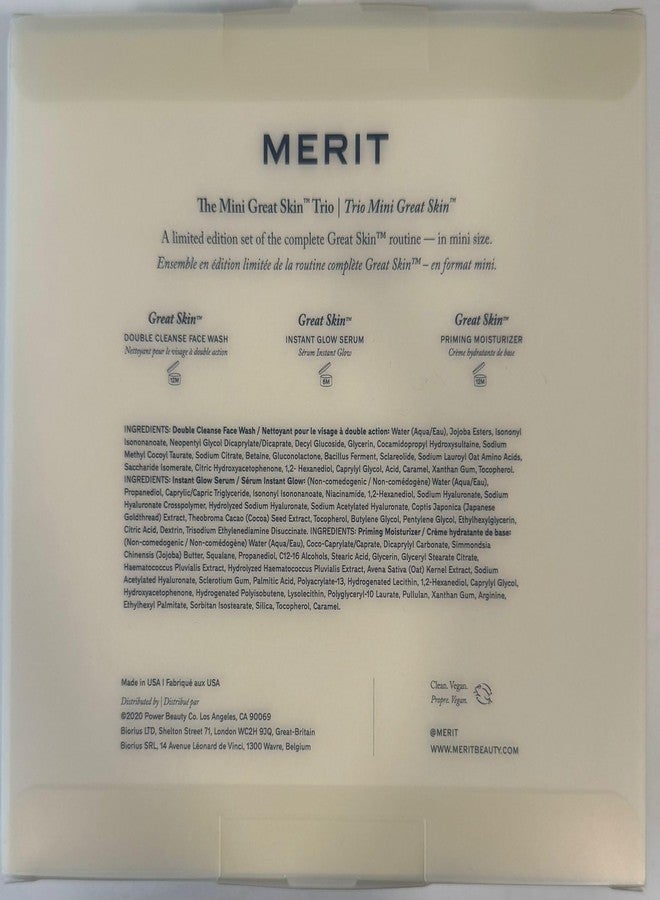 MERIT
The Mini Great Skin™ Trio | Trio Mini Great Skin™
A limited edition set of the complete Great Skin™ routine — in mini size.
Ensemble en édition limitée de la routine complète Great Skin™ – en format mini.
Great Skin™
DOUBLE CLEANSE FACE WASH
Nettoyant pour le visage à double action
12M
Great Skin™
INSTANT GLOW SERUM
Sérum Instant Glow
6M
Great Skin™
PRIMING MOISTURIZER
Crème hydratante de base
12M
INGREDIENTS: Double Cleanse Face Wash / Nettoyant pour le visage à double action: Water (Aqua/Eau), Jojoba Esters, Isononyl
Isononanoate, Neopentyl Glycol Dicaprylate/Dicaprate, Decyl Glucoside, Glycerin, Cocamidopropyl Hydroxysultaine, Sodium
Methyl Cocoyl Taurate, Sodium Citrate, Betaine, Gluconolactone, Bacillus Ferment, Sclareolide, Sodium Lauroyl Oat Amino Acids,
Saccharide Isomerate, Citric Hydroxyacetophenone, 1,2- Hexanediol, Caprylyl Glycol, Acid, Caramel, Xanthan Gum, Tocopherol.
INGREDIENTS: Instant Glow Serum / Sérum Instant Glow: (Non-comedogenic / Non-comédogène) Water (Aqua/Eau),
Propanediol, Caprylic/Capric Triglyceride, Isononyl Isononanoate, Niacinamide, 1,2-Hexanediol, Sodium Hyaluronate, Sodium
Hyaluronate Crosspolymer, Hydrolyzed Sodium Hyaluronate, Sodium Acetylated Hyaluronate, Coptis Japonica (Japanese
Goldthread) Extract, Theobroma Cacao (Cocoa) Seed Extract, Tocopherol, Butylene Glycol, Pentylene Glycol, Ethylhexylglycerin,
Citric Acid, Dextrin, Trisodium Ethylenediamine Disuccinate. INGREDIENTS: Priming Moisturizer / Crème hydratante de base:
(Non-comedogenic / Non-comédogène) Water (Aqua/Eau), Coco-Caprylate/Caprate, Dicaprylyl Carbonate, Simmondsia
Chinensis (Jojoba) Butter, Squalane, Propanediol, C12-16 Alcohols, Stearic Acid, Glycerin, Glyceryl Stearate Citrate,
Haematococcus Pluvialis Extract, Hydrolyzed Haematococcus Pluvialis Extract, Avena Sativa (Oat) Kernel Extract, Sodium
Acetylated Hyaluronate, Sclerotium Gum, Palmitic Acid, Polyacrylate-13, Hydrogenated Lecithin, 1,2-Hexanediol, Caprylyl Glycol,
Hydroxyacetophenone, Hydrogenated Polyisobutene, Lysolecithin, Polyglyceryl-10 Laurate, Pullulan, Xanthan Gum, Arginine,
Ethylhexyl Palmitate, Sorbitan Isostearate, Silica, Tocopherol, Caramel.
Made in USA | Fabriqué aux USA
Distributed by | Distribué par
©2020 Power Beauty Co. Los Angeles, CA 90069
Biorius LTD, Shelton Street 71, London WC2H 9JQ, Great-Britain
Biorius SRL, 14 Avenue Léonard de Vinci, 1300 Wavre, Belgium
Clean. Vegan.
Propre. Vegan.
@MERIT
WWW.MERITBEAUTY.COM